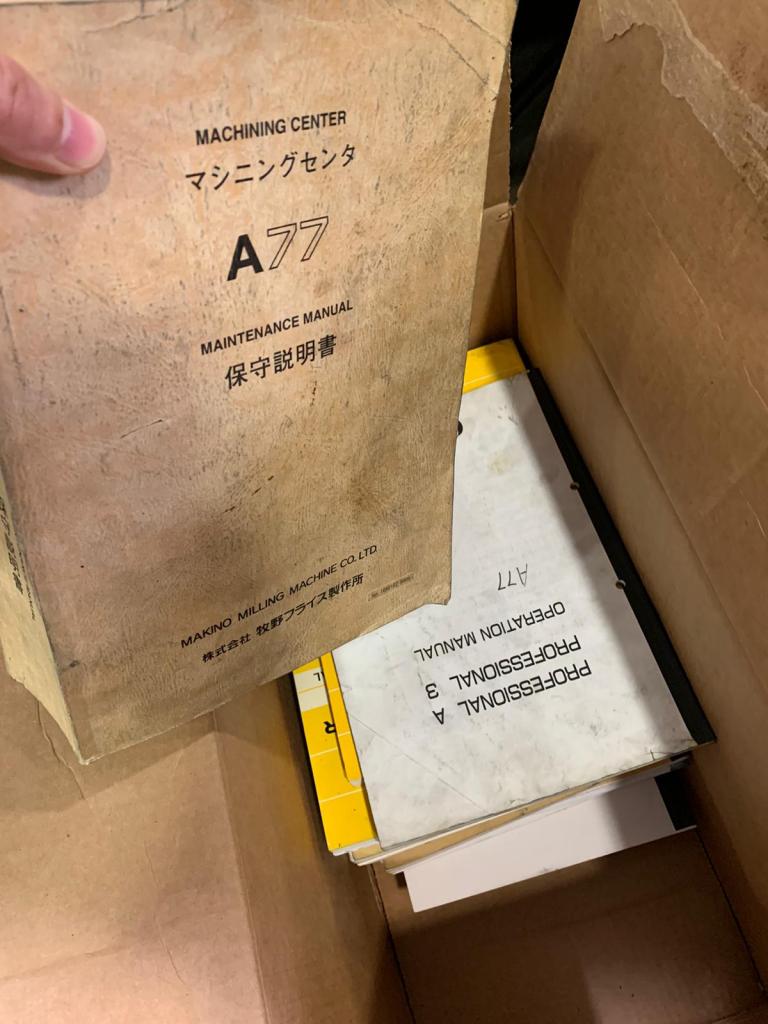 MACHINING CENTER
マシニングセンタ
A77
MAINTENANCE MANUAL
保守説明書
MAKINO MILLING MACHINE CO. LTD.
株式会社 牧野フライス製作所
PROFESSIONAL A
PROFESSIONAL 3
OPERATION MANUAL
A77
L
R